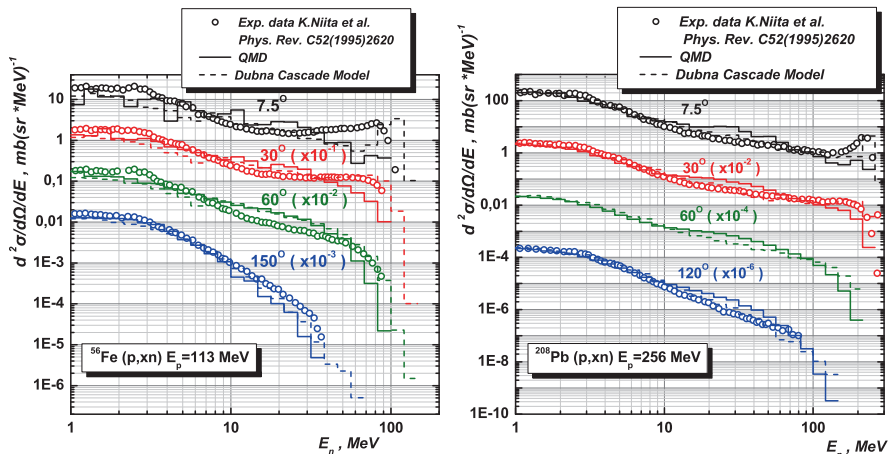 Exp. data K.Niita et al.
Phys. Rev. C52(1995)2620
QMD
Dubna Cascade Model
d²σ/dΩ/dE , mb(sr *MeV)⁻¹
10
1
0,1
0,01
1E-3
1E-4
1E-5
1E-6
7.5°
30° ( x10⁻¹)
60° ( x10⁻²)
150° ( x10⁻³)
⁵⁶Fe (p,xn) Eₚ=113 MeV
1
10
100
Eₙ , MeV
Exp. data K.Niita et al.
Phys. Rev. C52(1995)2620
QMD
Dubna Cascade Model
d²σ/dΩ/dE , mb(sr *MeV)⁻¹
100
1
0,01
1E-4
1E-6
1E-8
1E-10
7.5°
30° ( x10⁻²)
60° ( x10⁻⁴)
120° ( x10⁻⁶)
²⁰⁸Pb (p,xn) Eₚ=256 MeV
1
10
100
Eₙ , MeV